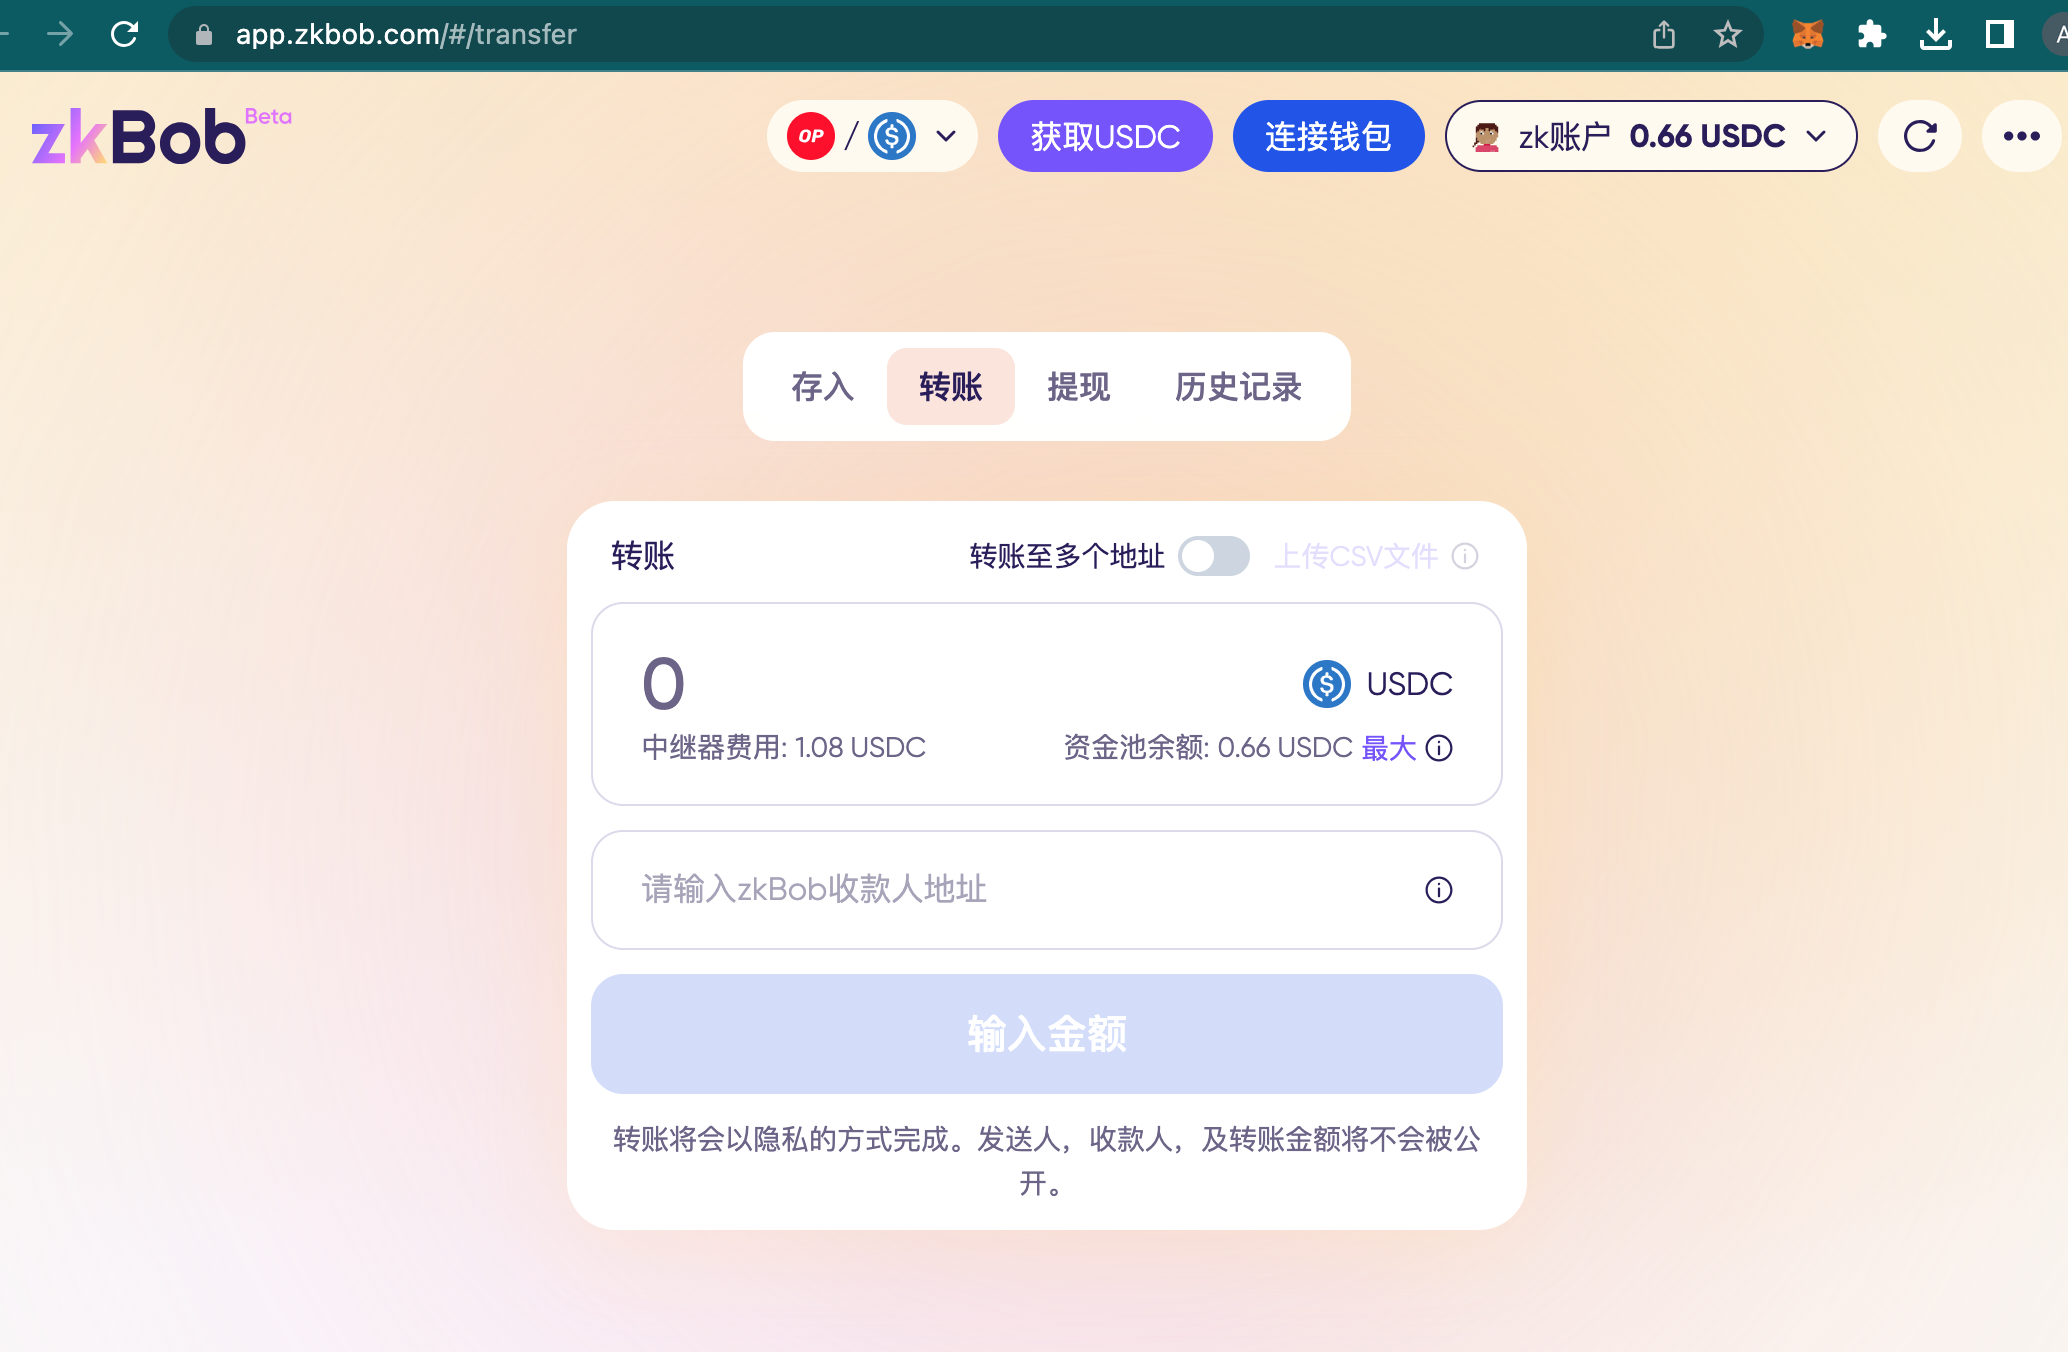 app.zkbob.com/#/transfer
A
zkBob Beta
OP / $
获取USDC
连接钱包
zk账户 0.66 USDC
存入
转账
提现
历史记录
转账
转账至多个地址
上传CSV文件
0
$ USDC
中继器费用: 1.08 USDC
资金池余额: 0.66 USDC 最大
请输入zkBob收款人地址
输入金额
转账将会以隐私的方式完成。发送人，收款人，及转账金额将不会被公
开。